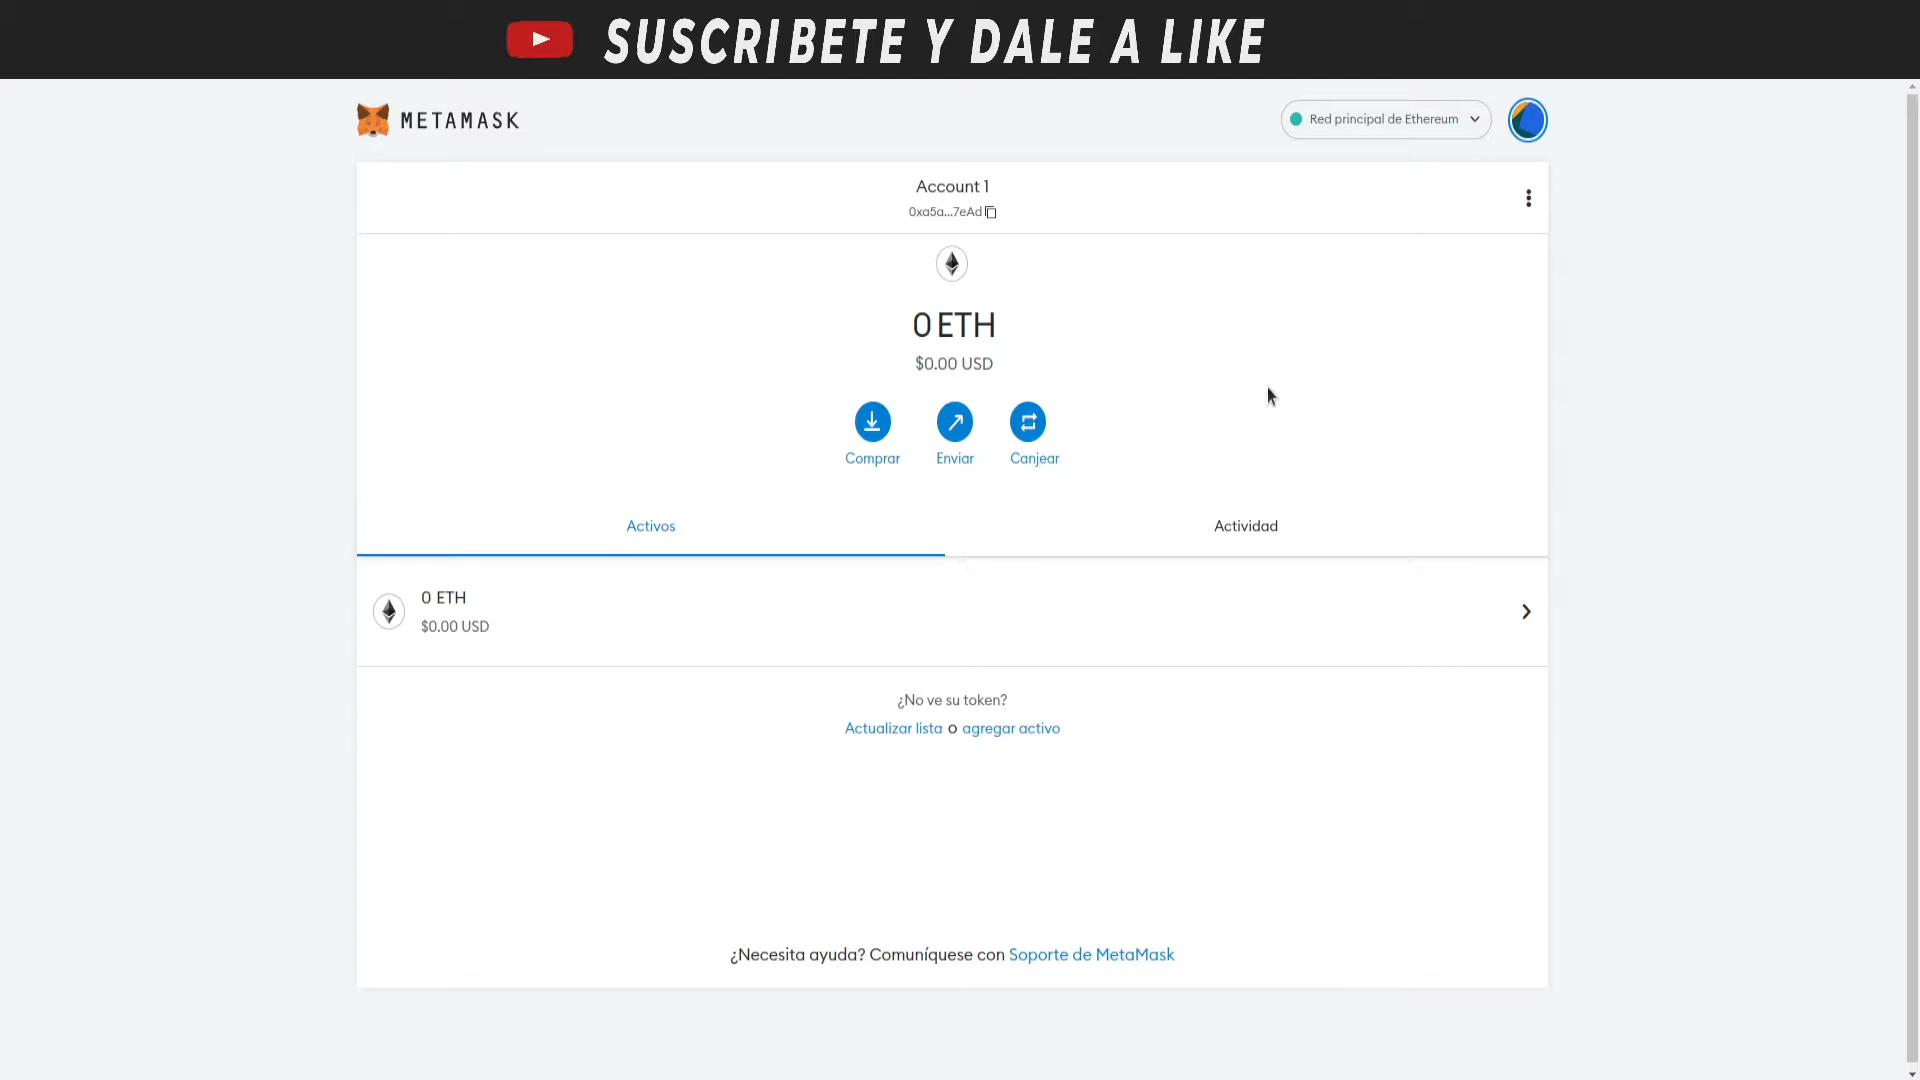 SUSCRIBETE Y DALE A LIKE
METAMASK
Red principal de Ethereum
Account 1
0xa5a...7eAd
0 ETH
$0.00 USD
Comprar
Enviar
Canjear
Activos
Actividad
0 ETH
$0.00 USD
¿No ve su token?
Actualizar lista o agregar activo
¿Necesita ayuda? Comuníquese con Soporte de MetaMask